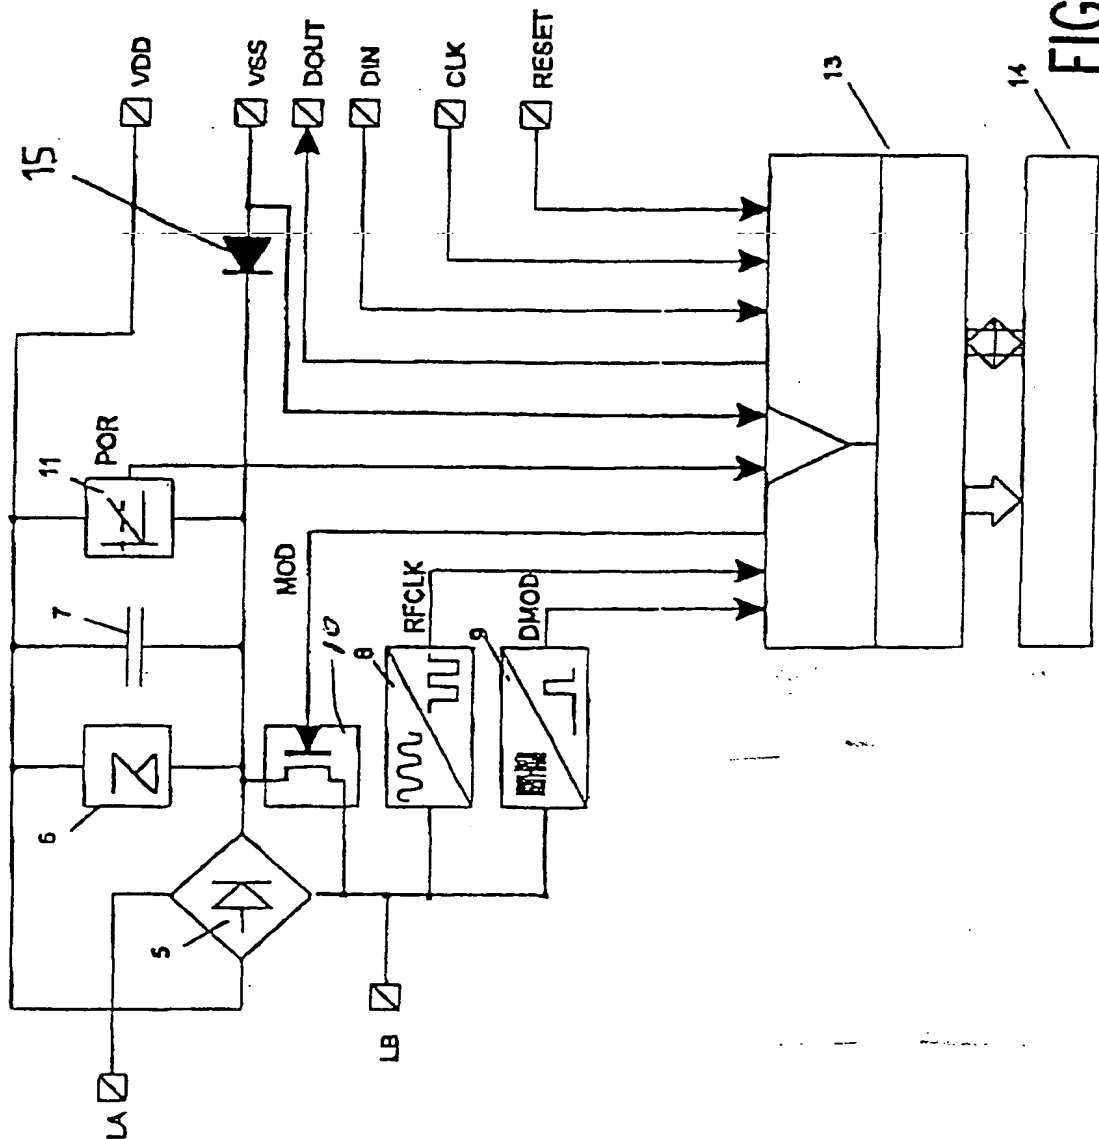 VDD
VSS
DOUT
DIN
CLK
RESET
15
11
POR
7
6
MOD
10
RFCLK
8
DMOD
9
5
LA
LB
13
14
FIG